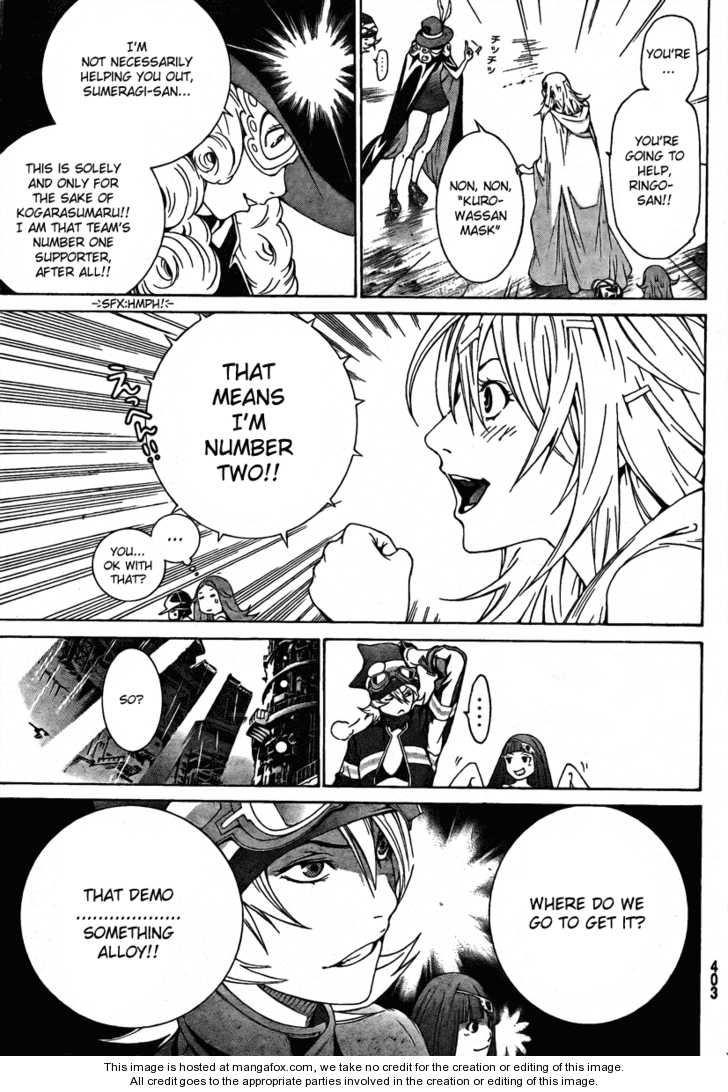 YOU'RE
...
YOU'RE
GOING TO
HELP,
RINGO-
SAN!!
チッチッ
...
NON, NON,
"KURO-
WASSAN
MASK"
I'M
NOT NECESSARILY
HELPING YOU OUT,
SUMERAGI-SAN...
THIS IS SOLELY
AND ONLY FOR
THE SAKE OF
KOGARASUMARU!!
I AM THAT TEAM'S
NUMBER ONE
SUPPORTER,
AFTER ALL!!
SFX:HMPH!
THAT
MEANS
I'M
NUMBER
TWO!!
...
YOU...
OK WITH
THAT?
....
SO?
WHERE DO WE
GO TO GET IT?
THAT DEMO
...................
SOMETHING
ALLOY!!
403
This image is hosted at mangafox.com, we take no credit for the creation or editing of this image.
All credit goes to the appropriate parties involved in the creation and editing of this image.